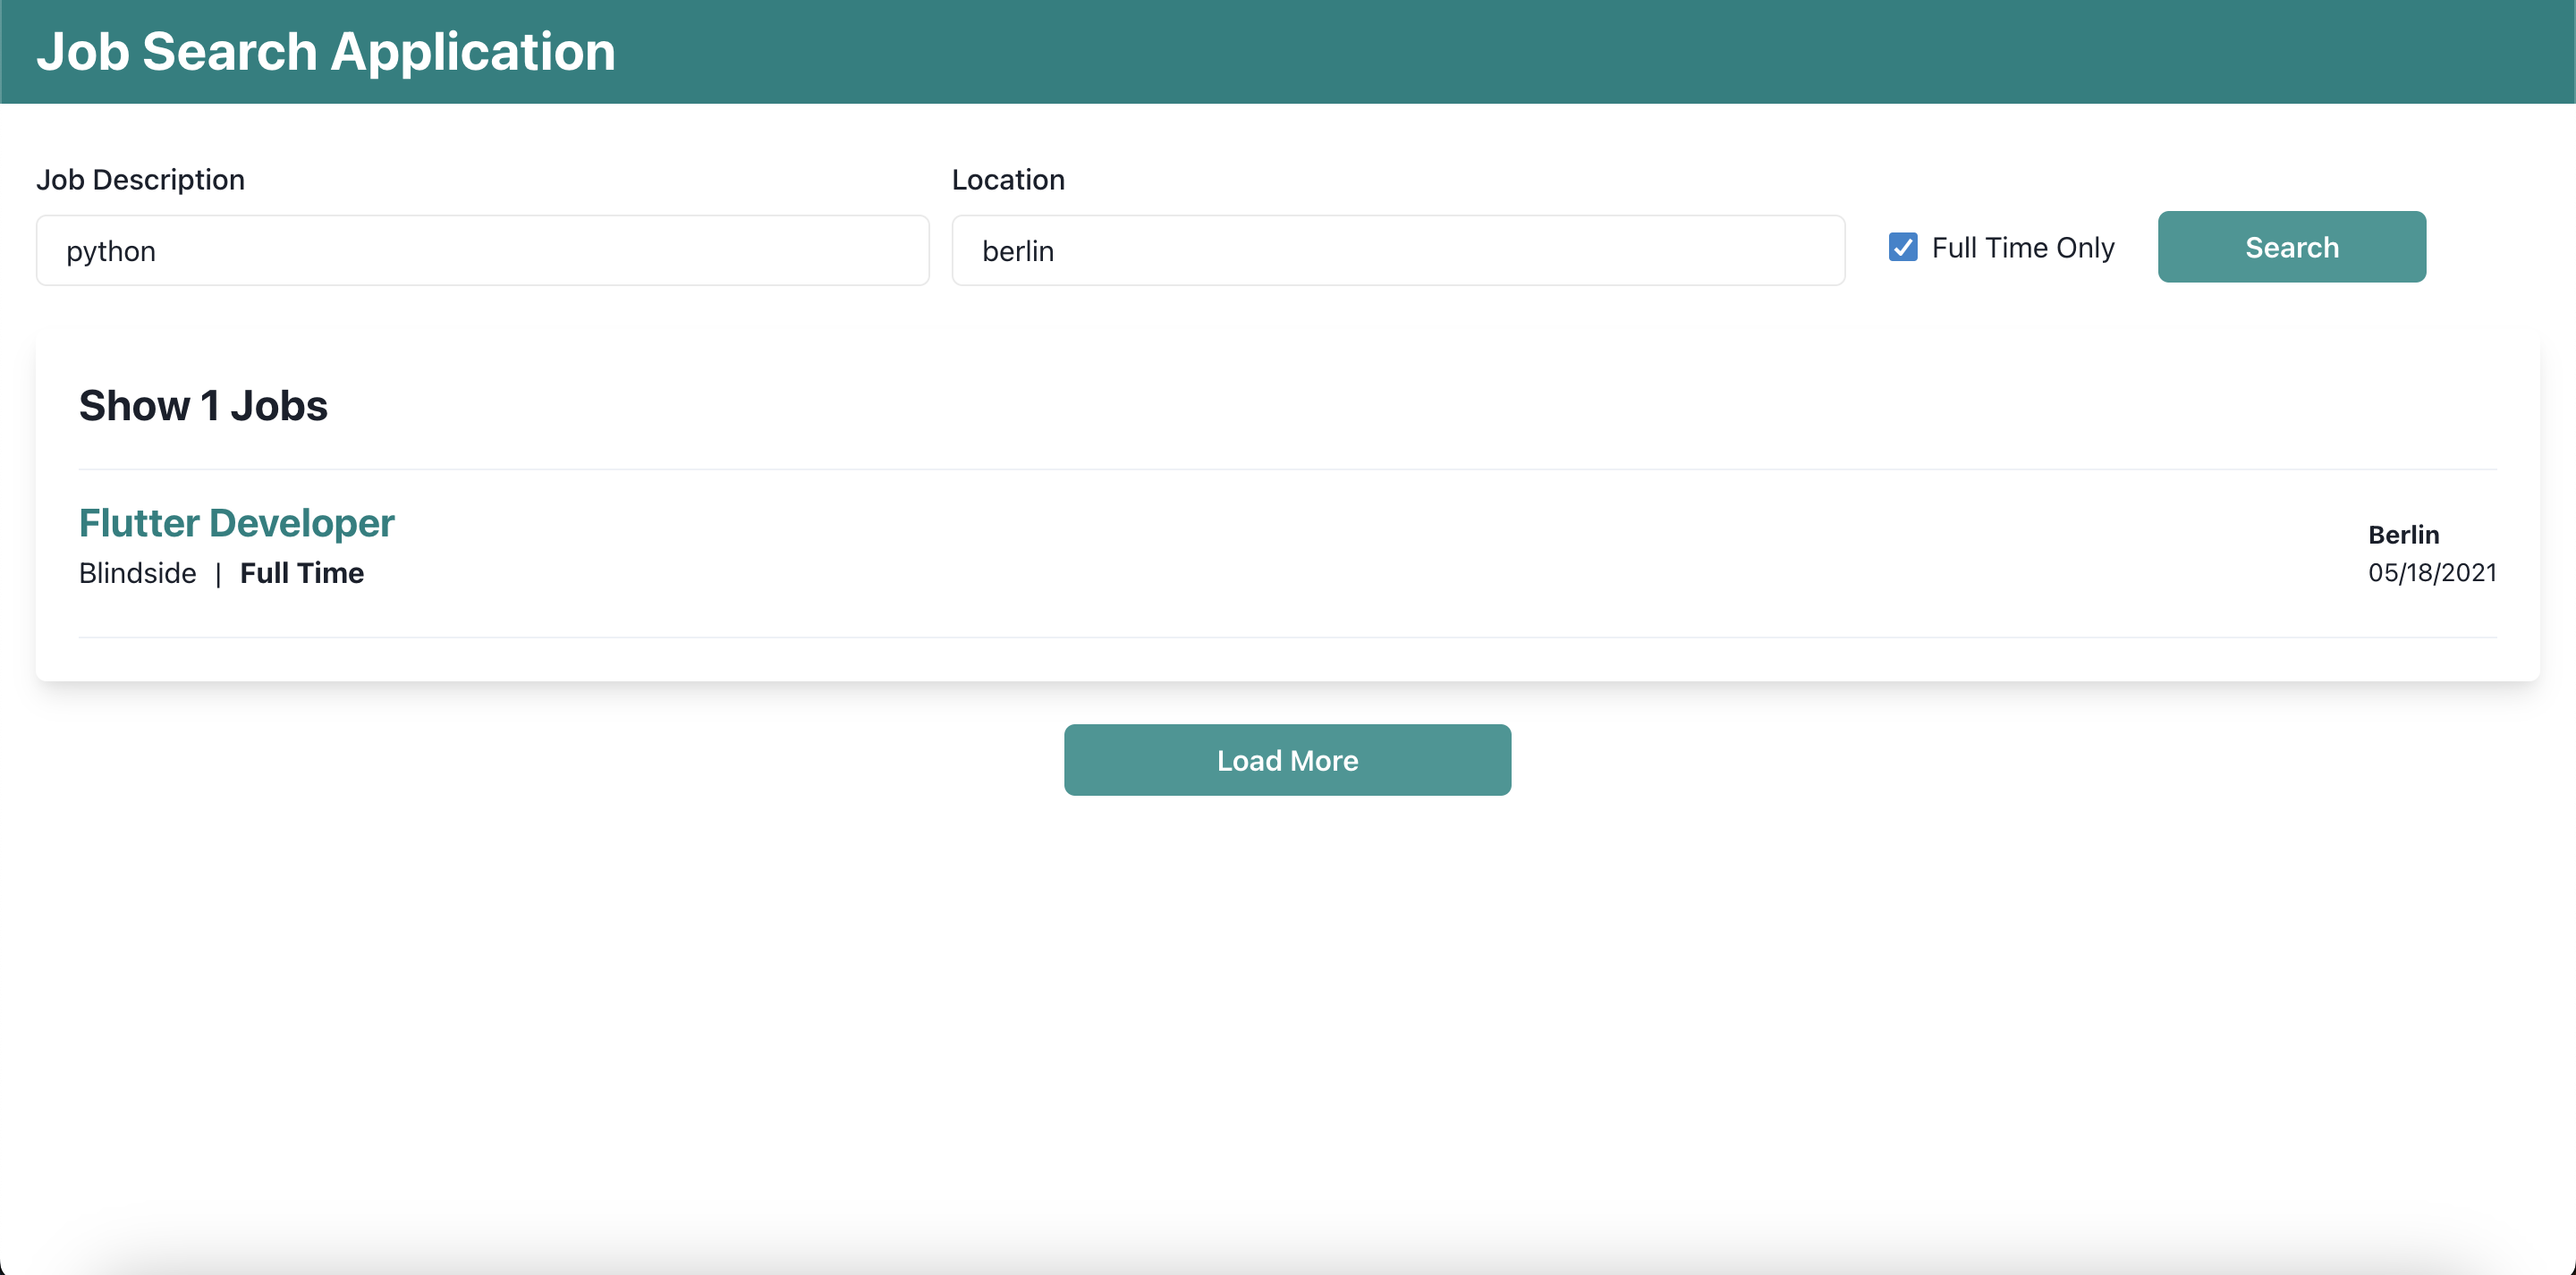 Job Search Application
Job Description
Location
python
berlin
Full Time Only
Search
Show 1 Jobs
Flutter Developer
Berlin
Blindside | Full Time
05/18/2021
Load More